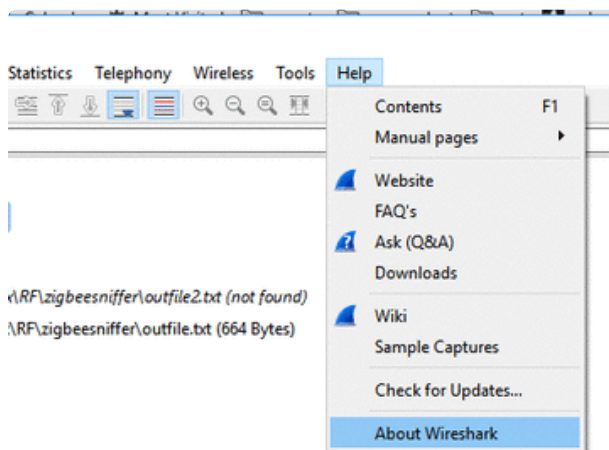 Statistics Telephony Wireless Tools Help
Contents F1
Manual pages
Website
FAQ's
Ask (Q&A)
Downloads
\RF\zigbeesniffer\outfile2.txt (not found)
\RF\zigbeesniffer\outfile.txt (664 Bytes)
Wiki
Sample Captures
Check for Updates...
About Wireshark